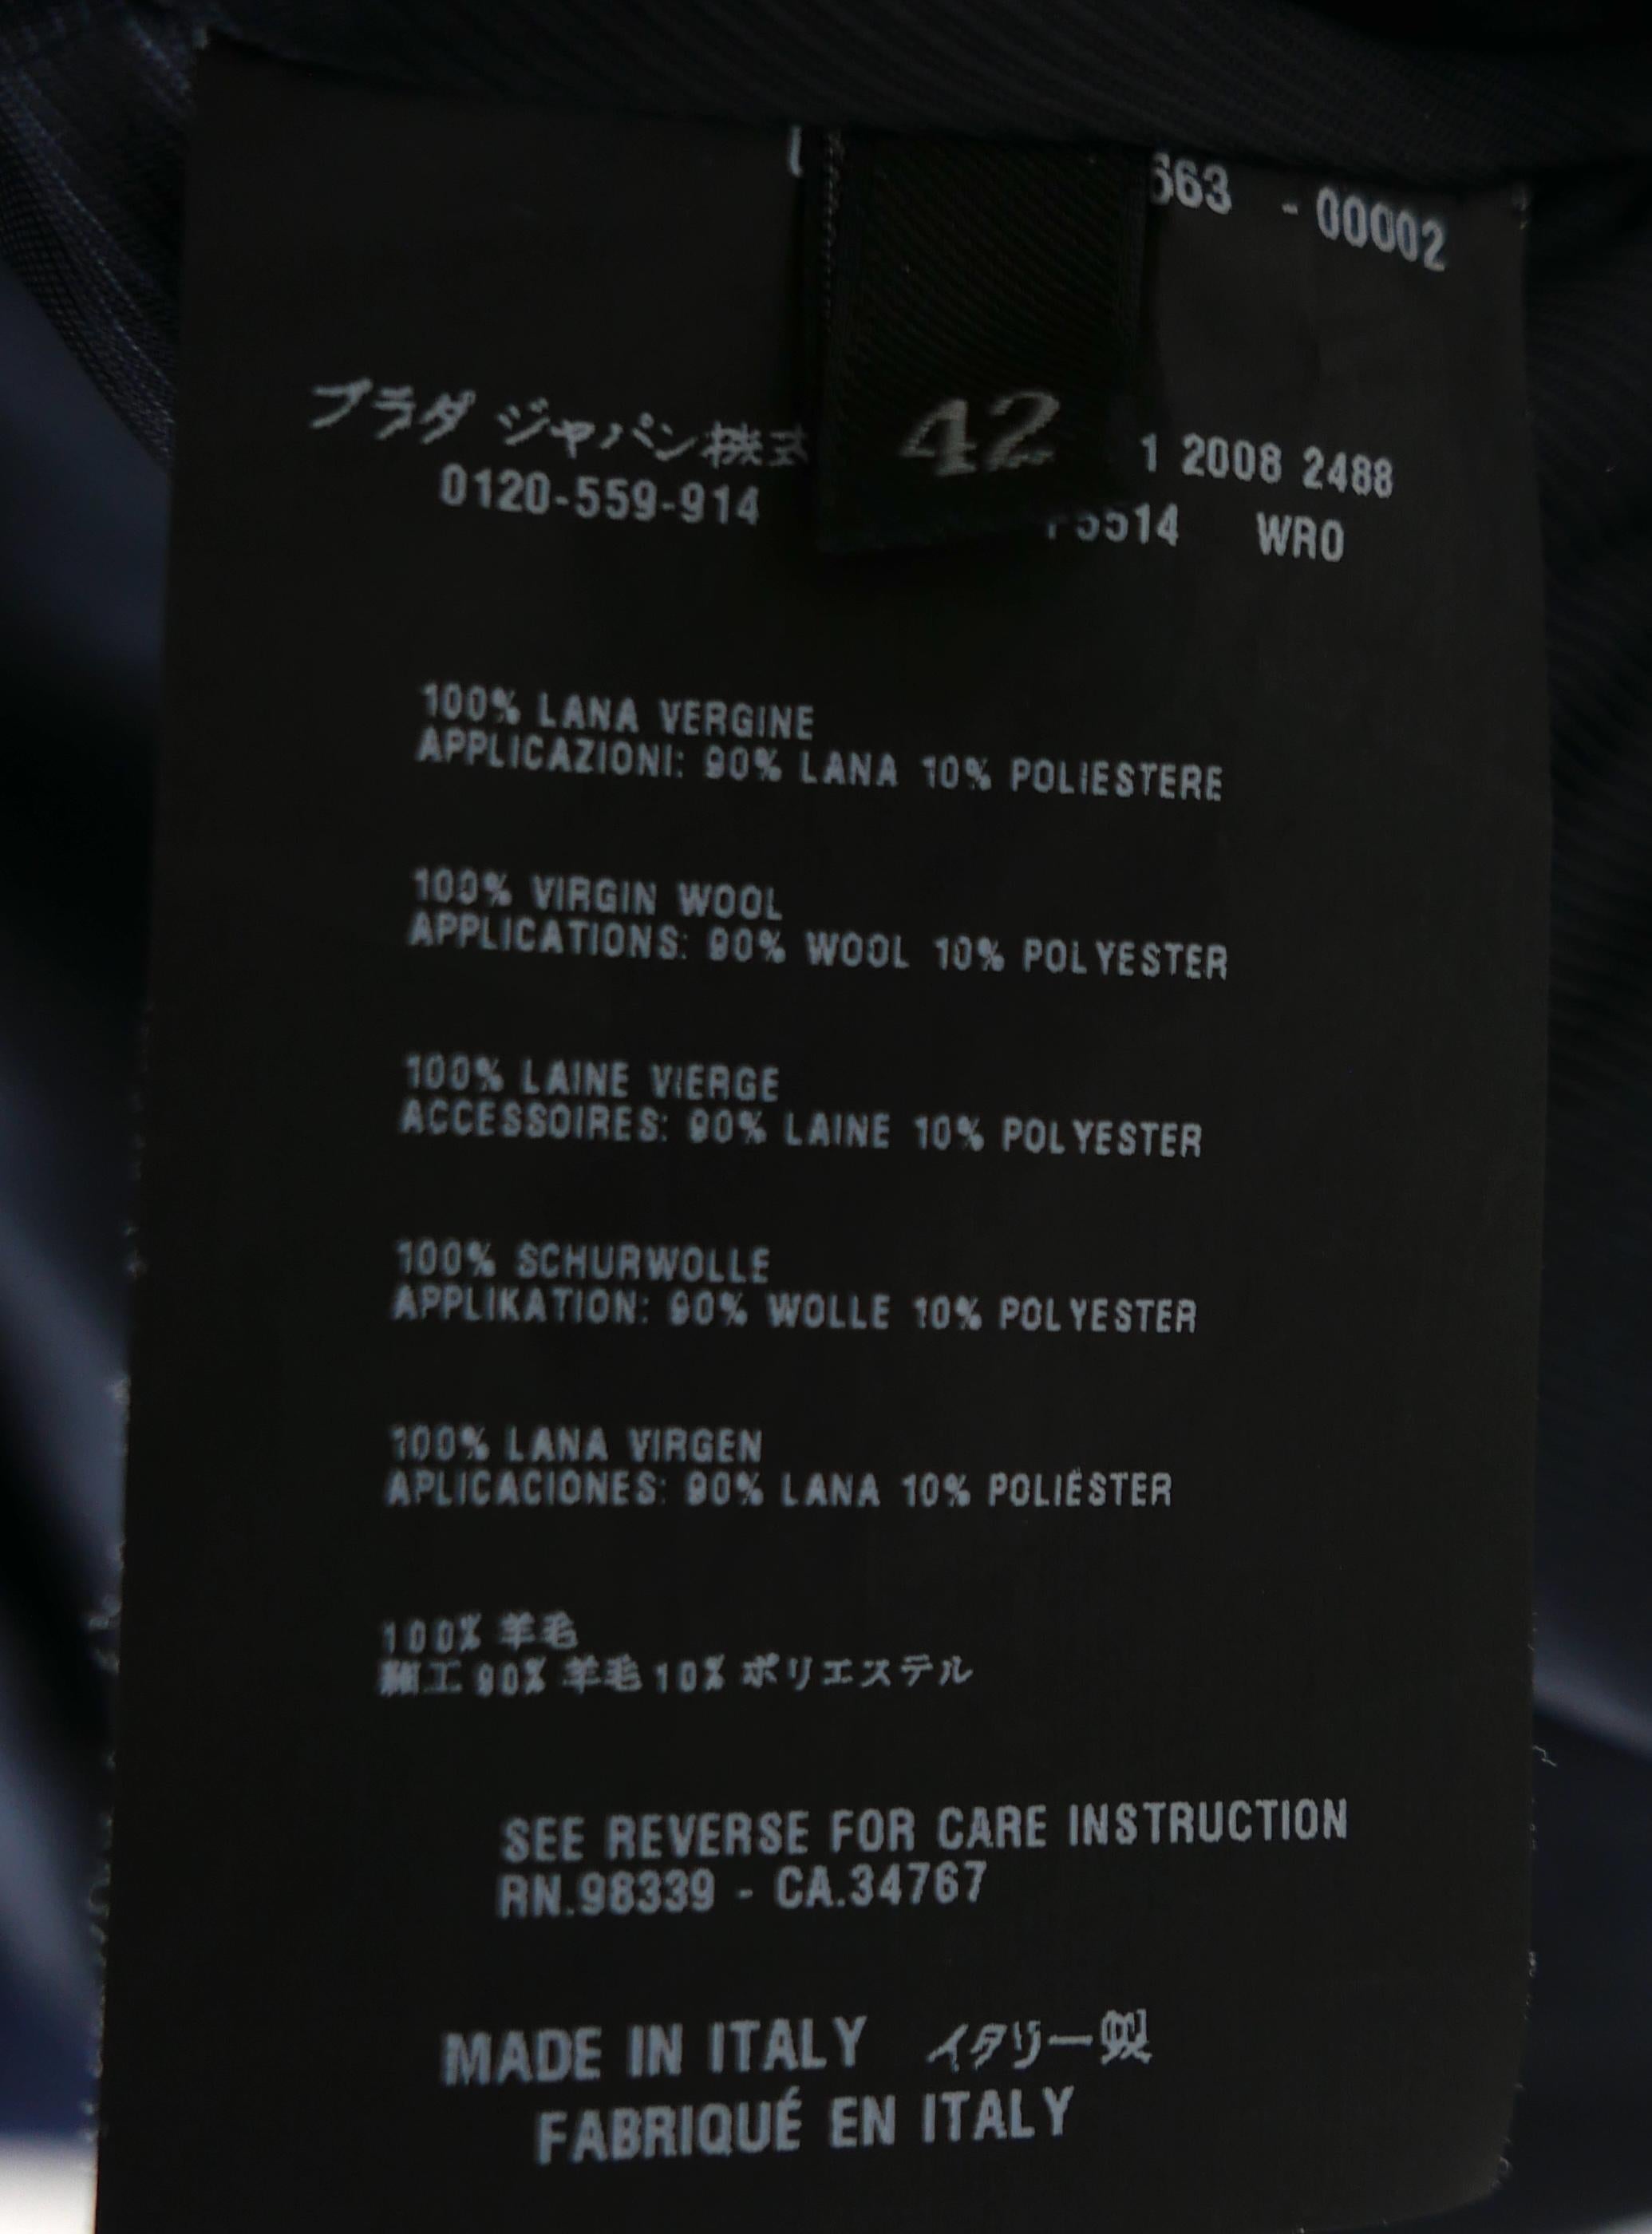 663 - 00002
プラダ ジャパン株式
42
1 2008 2488
0120-559-914
5514 WRO
100% LANA VERGINE
APPLICAZIONI: 90% LANA 10% POLIESTERE
100% VIRGIN WOOL
APPLICATIONS: 90% WOOL 10% POLYESTER
100% LAINE VIERGE
ACCESSOIRES: 90% LAINE 10% POLYESTER
100% SCHURWOLLE
APPLIKATION: 90% WOLLE 10% POLYESTER
100% LANA VIRGEN
APLICACIONES: 90% LANA 10% POLIÉSTER
100% 羊毛
細工 90% 羊毛 10% ポリエステル
SEE REVERSE FOR CARE INSTRUCTION
RN.98339 - CA.34767
MADE IN ITALY イタリー製
FABRIQUÉ EN ITALY